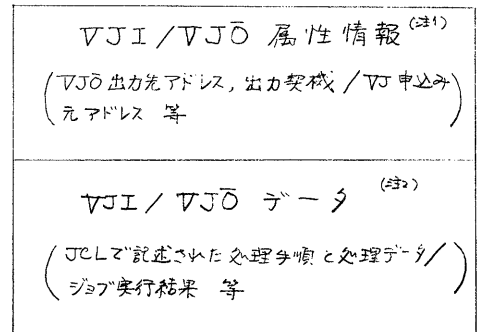 VJI/VJŌ 属性情報(注1)
(VJŌ出力先アドレス,出力契機/VJ申込み
元アドレス 等)
VJI/VJŌ データ (注2)
(JCLで記述された処理手順と処理データ/
ジョブ実行結果 等)